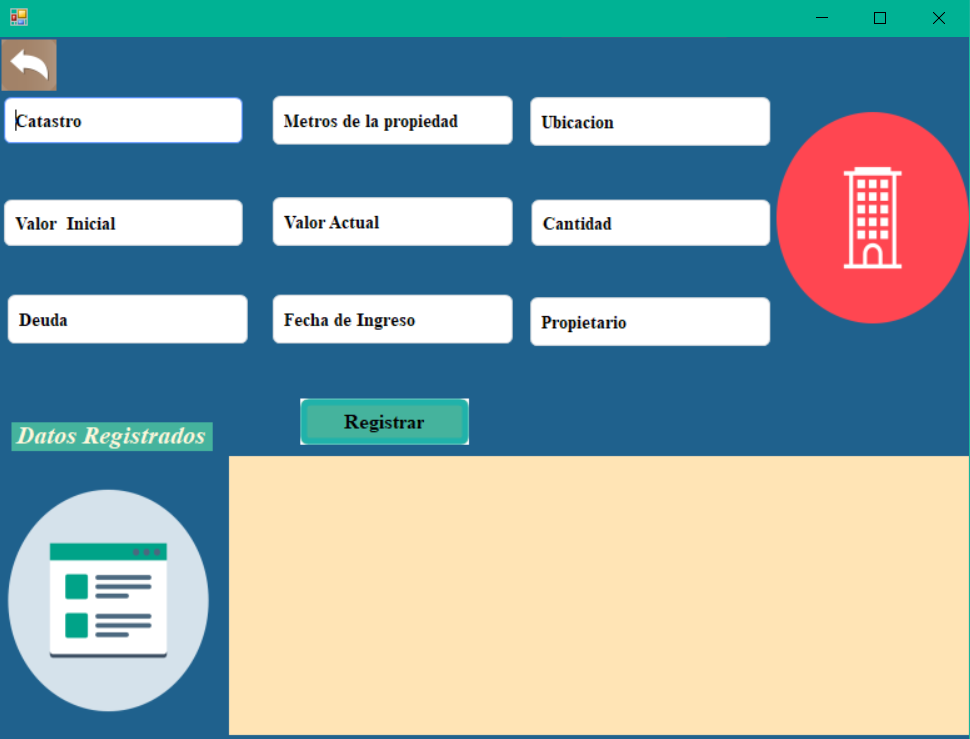 Catastro
Metros de la propiedad
Ubicacion
Valor  Inicial
Valor Actual
Cantidad
Deuda
Fecha de Ingreso
Propietario
Registrar
Datos Registrados